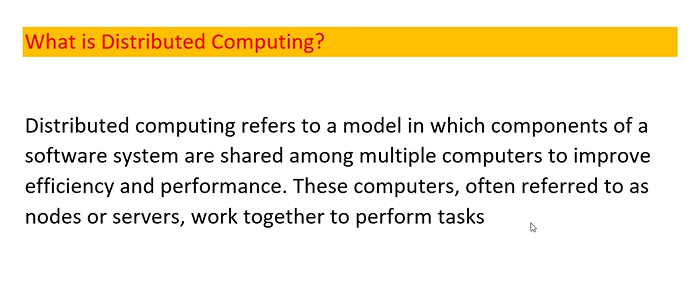 What is Distributed Computing?
Distributed computing refers to a model in which components of a
software system are shared among multiple computers to improve
efficiency and performance. These computers, often referred to as
nodes or servers, work together to perform tasks